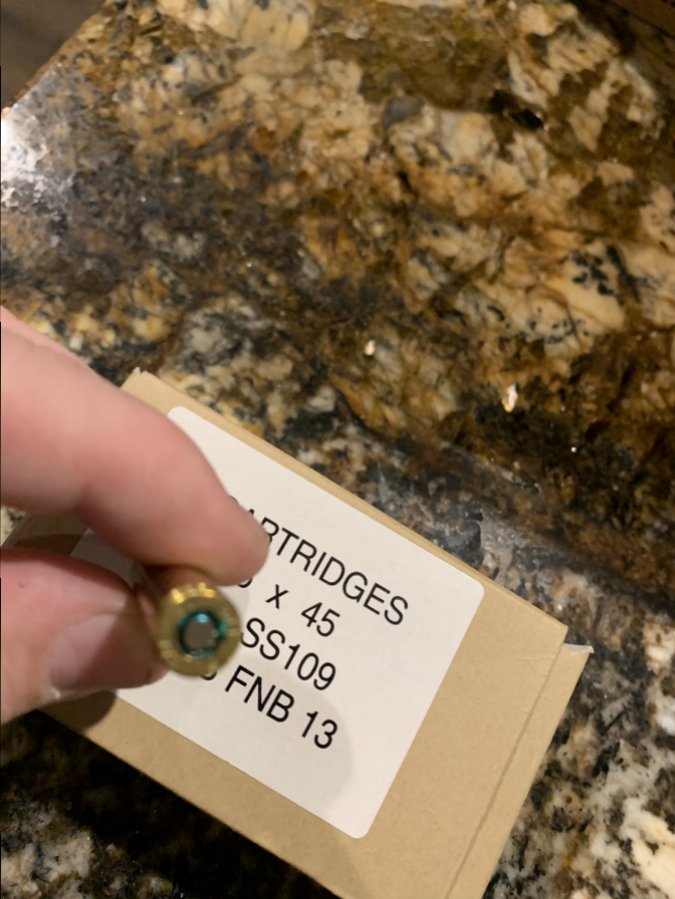 ARTRIDGES
x 45
SS109
FNB 13